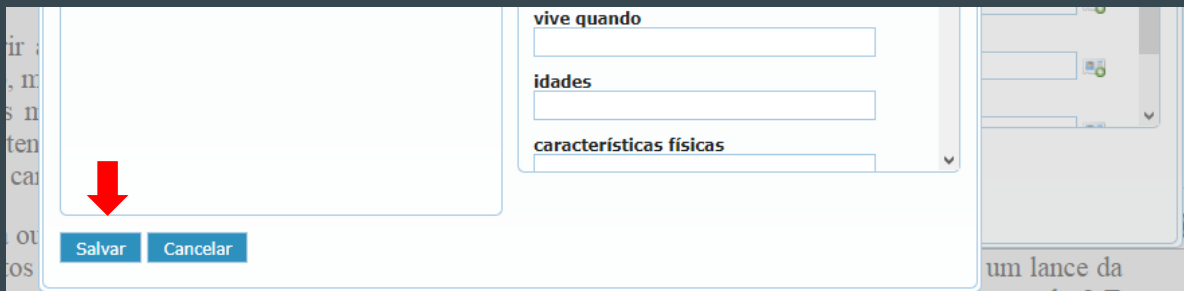 vive quando
idades
características físicas
Salvar
Cancelar
um lance da